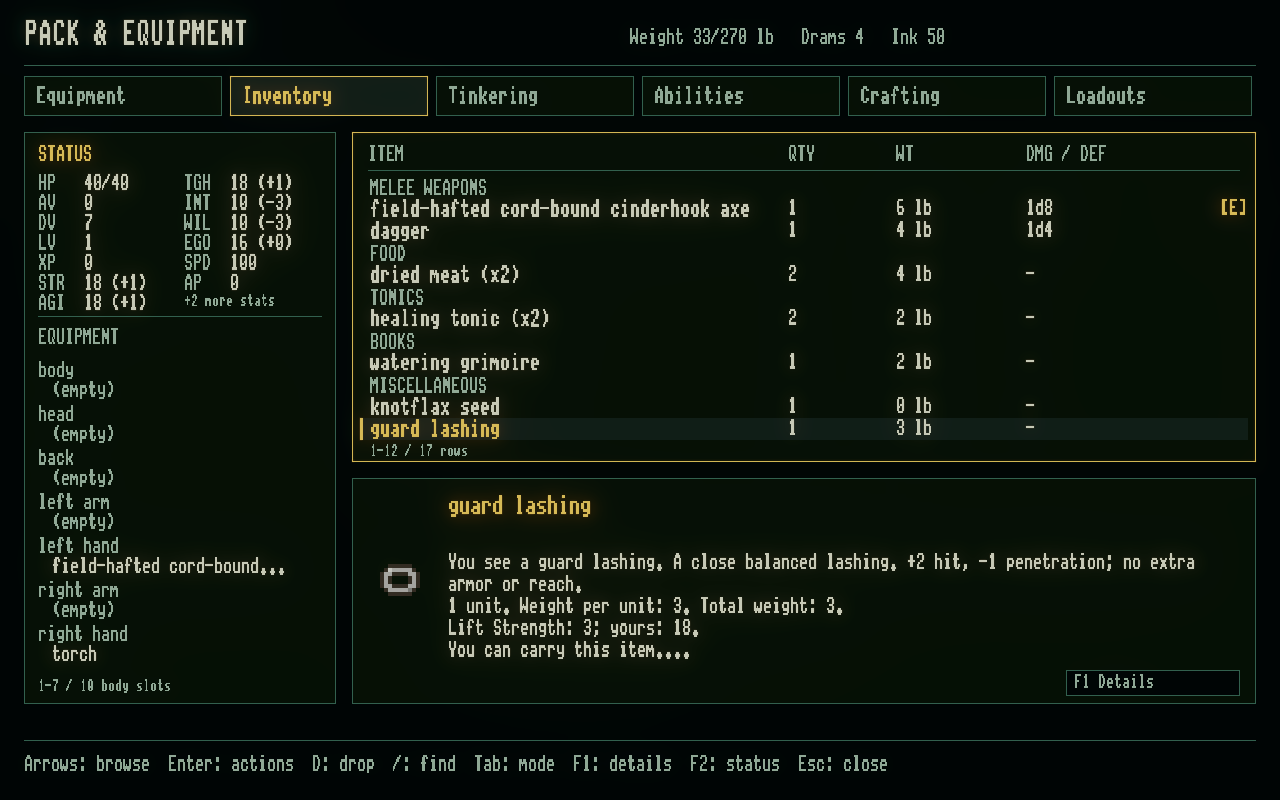 PACK & EQUIPMENT
Weight 33/270 lb Drams 4 Ink 50
Equipment Inventory Tinkering Abilities Crafting Loadouts
STATUS
HP 40/40 TGH 18 (+1)
AV 0 INT 10 (-3)
DV 7 WIL 10 (-3)
LV 1 EGO 16 (+0)
XP 0 SPD 100
STR 18 (+1) AP 0
AGI 18 (+1) +2 more stats
EQUIPMENT
body
(empty)
head
(empty)
back
(empty)
left arm
(empty)
left hand
field-hafted cord-bound...
right arm
(empty)
right hand
torch
1-7 / 10 body slots
ITEM QTY WT DMG / DEF
MELEE WEAPONS
field-hafted cord-bound cinderhook axe 1 6 lb 1d8 [E]
dagger 1 4 lb 1d4
FOOD
dried meat (x2) 2 4 lb -
TONICS
healing tonic (x2) 2 2 lb -
BOOKS
watering grimoire 1 2 lb -
MISCELLANEOUS
knotflax seed 1 0 lb -
guard lashing 1 3 lb -
1-12 / 17 rows
guard lashing
You see a guard lashing. A close balanced lashing. +2 hit, -1 penetration; no extra
armor or reach.
1 unit. Weight per unit: 3. Total weight: 3.
Lift Strength: 3; yours: 18.
You can carry this item....
F1 Details
Arrows: browse Enter: actions D: drop /: find Tab: mode F1: details F2: status Esc: close